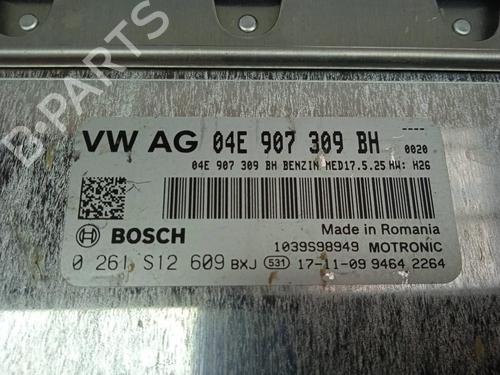 B-PARTS
VW AG 04E 907 309 BH ----
0020
04E 907 309 BH BENZIN MED17.5.25 HW: H26
Made in Romania
BOSCH 1039S98949 MOTRONIC
0 261 S12 609 BXJ 531 17-11-09 9464 2264